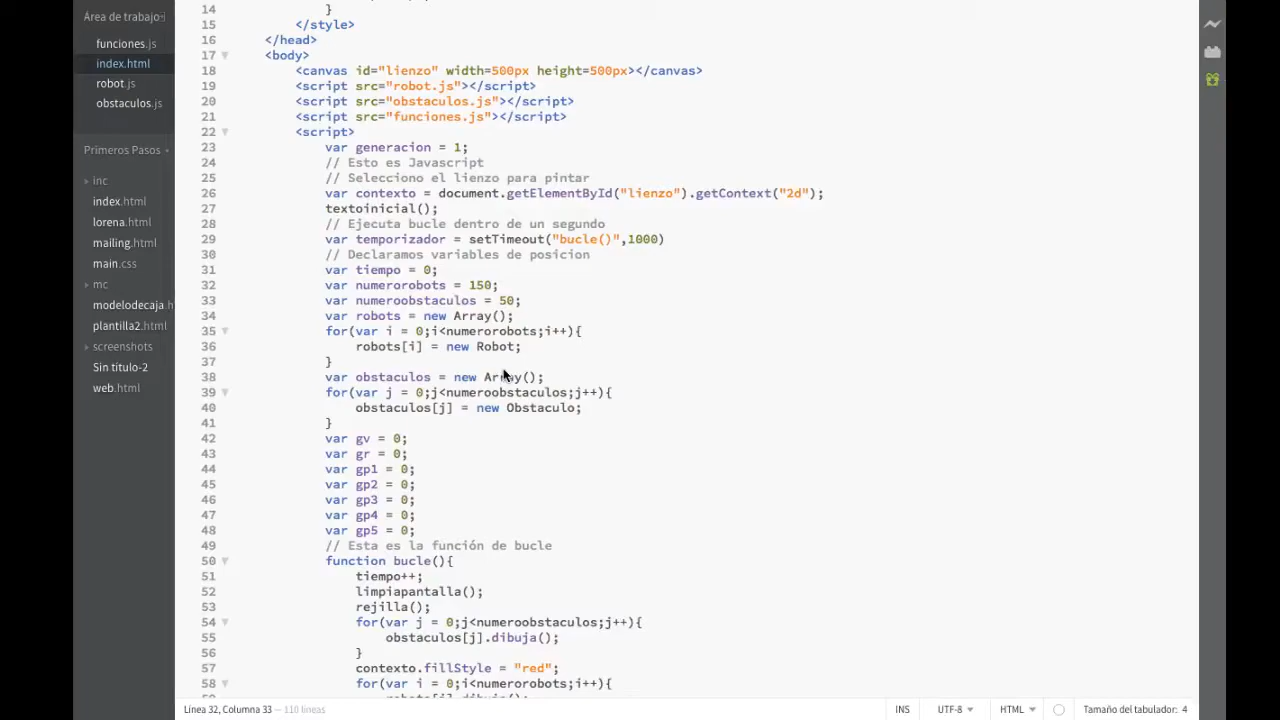 Área de trabajo
funciones.js
index.html
robot.js
obstaculos.js
Primeros Pasos
inc
index.html
lorena.html
mailing.html
main.css
mc
modelodecaja.h
plantilla2.html
screenshots
Sin título-2
web.html
14 }
15 </style>
16 </head>
17 <body>
18 <canvas id="lienzo" width=500px height=500px></canvas>
19 <script src="robot.js"></script>
20 <script src="obstaculos.js"></script>
21 <script src="funciones.js"></script>
22 <script>
23 var generacion = 1;
24 // Esto es Javascript
25 // Selecciono el lienzo para pintar
26 var contexto = document.getElementById("lienzo").getContext("2d");
27 textoinicial();
28 // Ejecuta bucle dentro de un segundo
29 var temporizador = setTimeout("bucle()",1000)
30 // Declaramos variables de posicion
31 var tiempo = 0;
32 var numerorobots = 150;
33 var numeroobstaculos = 50;
34 var robots = new Array();
35 for(var i = 0;i<numerorobots;i++){
36 robots[i] = new Robot;
37 }
38 var obstaculos = new Array();
39 for(var j = 0;j<numeroobstaculos;j++){
40 obstaculos[j] = new Obstaculo;
41 }
42 var gv = 0;
43 var gr = 0;
44 var gp1 = 0;
45 var gp2 = 0;
46 var gp3 = 0;
47 var gp4 = 0;
48 var gp5 = 0;
49 // Esta es la función de bucle
50 function bucle(){
51 tiempo++;
52 limpiapantalla();
53 rejilla();
54 for(var j = 0;j<numeroobstaculos;j++){
55 obstaculos[j].dibuja();
56 }
57 contexto.fillStyle = "red";
58 for(var i = 0;i<numerorobots;i++){
Línea 32, Columna 33 — 110 líneas
INS UTF-8 HTML Tamaño del tabulador: 4